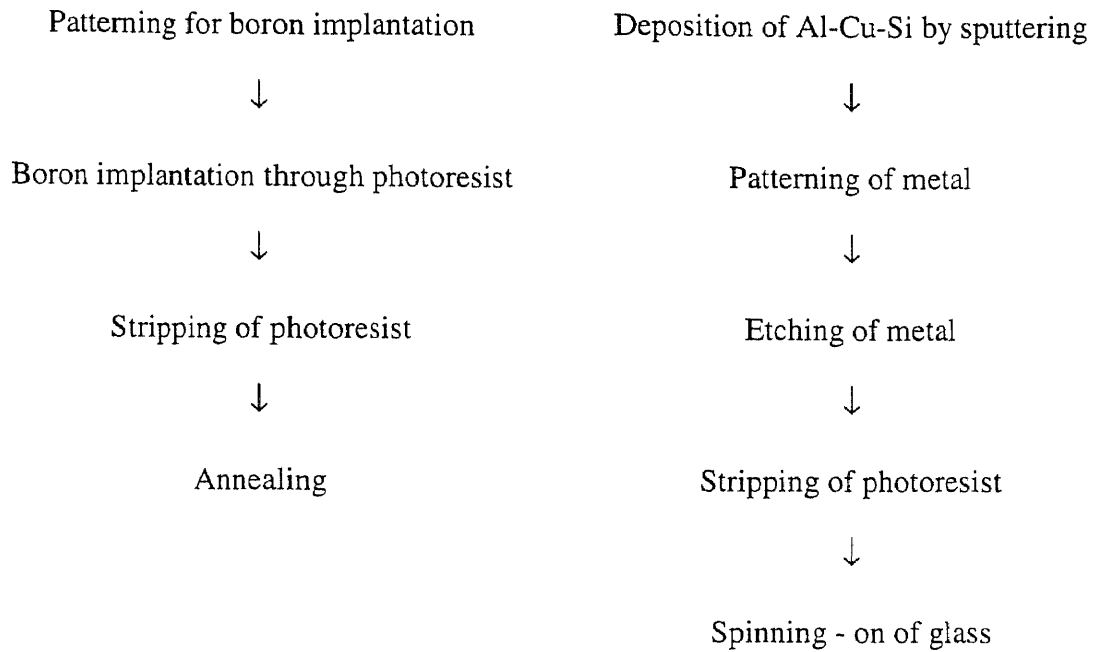 Patterning for boron implantation
↓
Boron implantation through photoresist
↓
Stripping of photoresist
↓
Annealing
Deposition of Al-Cu-Si by sputtering
↓
Patterning of metal
↓
Etching of metal
↓
Stripping of photoresist
↓
Spinning - on of glass